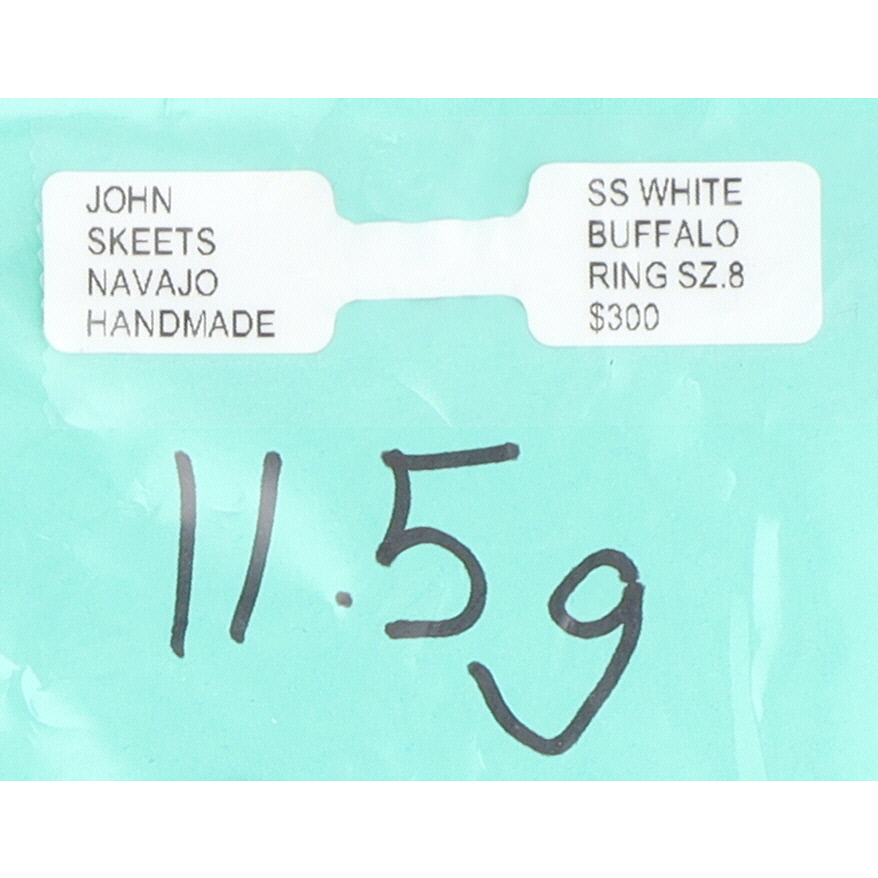 JOHN
SKEETS
NAVAJO
HANDMADE
SS WHITE
BUFFALO
RING SZ.8
$300
11.5g